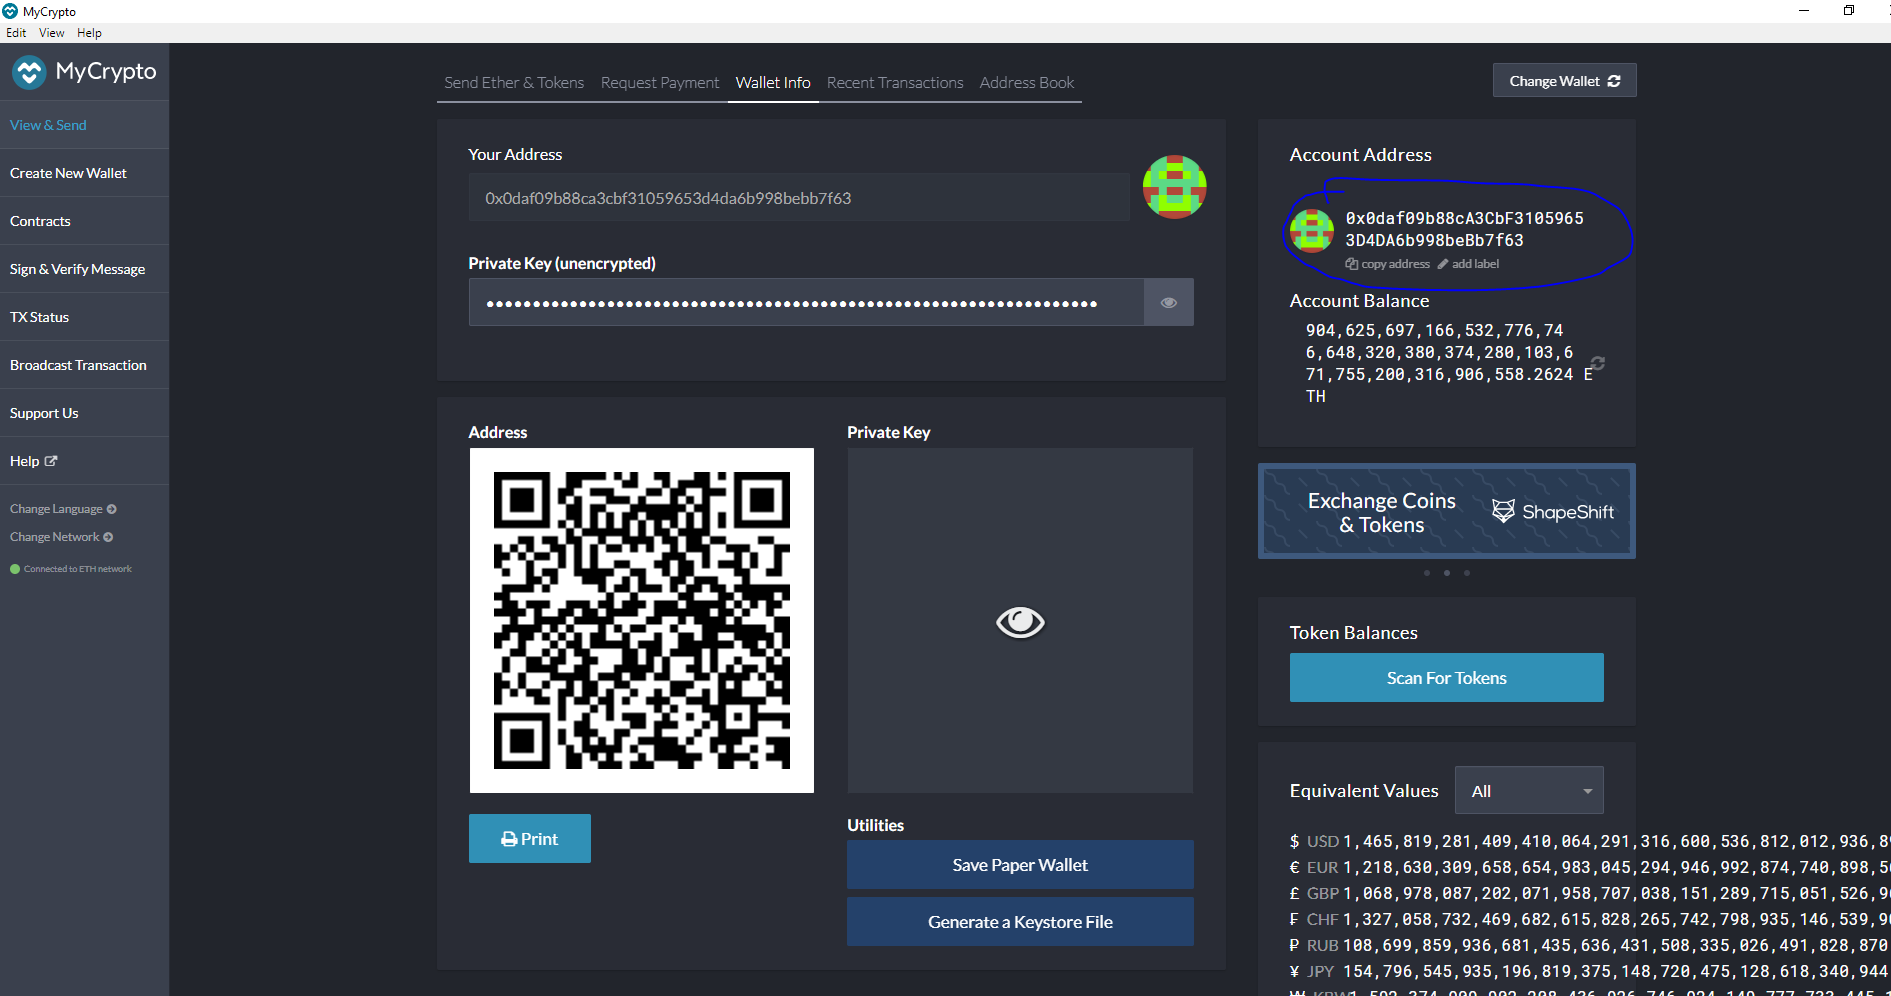 MyCrypto
Edit View Help
MyCrypto
View & Send
Create New Wallet
Contracts
Sign & Verify Message
TX Status
Broadcast Transaction
Support Us
Help
Change Language
Change Network
Connected to ETH network
Send Ether & Tokens Request Payment Wallet Info Recent Transactions Address Book
Change Wallet
Your Address
0x0daf09b88ca3cbf31059653d4da6b998bebb7f63
Private Key (unencrypted)
Address
Private Key
Print
Utilities
Save Paper Wallet
Generate a Keystore File
Account Address
0x0daf09b88cA3CbF3105965
3D4DA6b998beBb7f63
copy address add label
Account Balance
904,625,697,166,532,776,74
6,648,320,380,374,280,103,6
71,755,200,316,906,558.2624 E
TH
Exchange Coins
& Tokens
ShapeShift
Token Balances
Scan For Tokens
Equivalent Values All
$ USD 1,465,819,281,409,410,064,291,316,600,536,812,012,936,8
€ EUR 1,218,630,309,658,654,983,045,294,946,992,874,740,898,5
£ GBP 1,068,978,087,202,071,958,707,038,151,289,715,051,526,9
₣ CHF 1,327,058,732,469,682,615,828,265,742,798,935,146,539,9
₽ RUB 108,699,859,936,681,435,636,431,508,335,026,491,828,870
¥ JPY 154,796,545,935,196,819,375,148,720,475,128,618,340,944